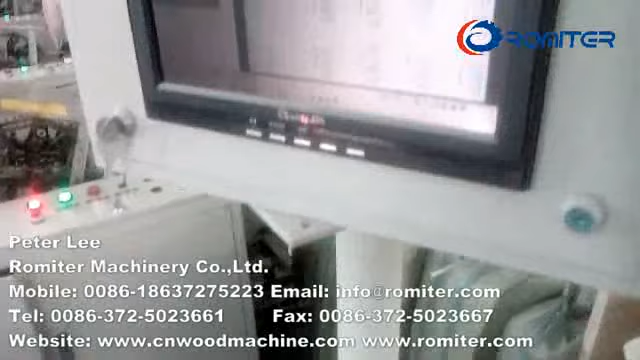 ROMITER
Peter Lee
Romiter Machinery Co.,Ltd.
Mobile: 0086-18637275223 Email: info@romiter.com
Tel: 0086-372-5023661 Fax: 0086-372-5023667
Website: www.cnwoodmachine.com www.romiter.com